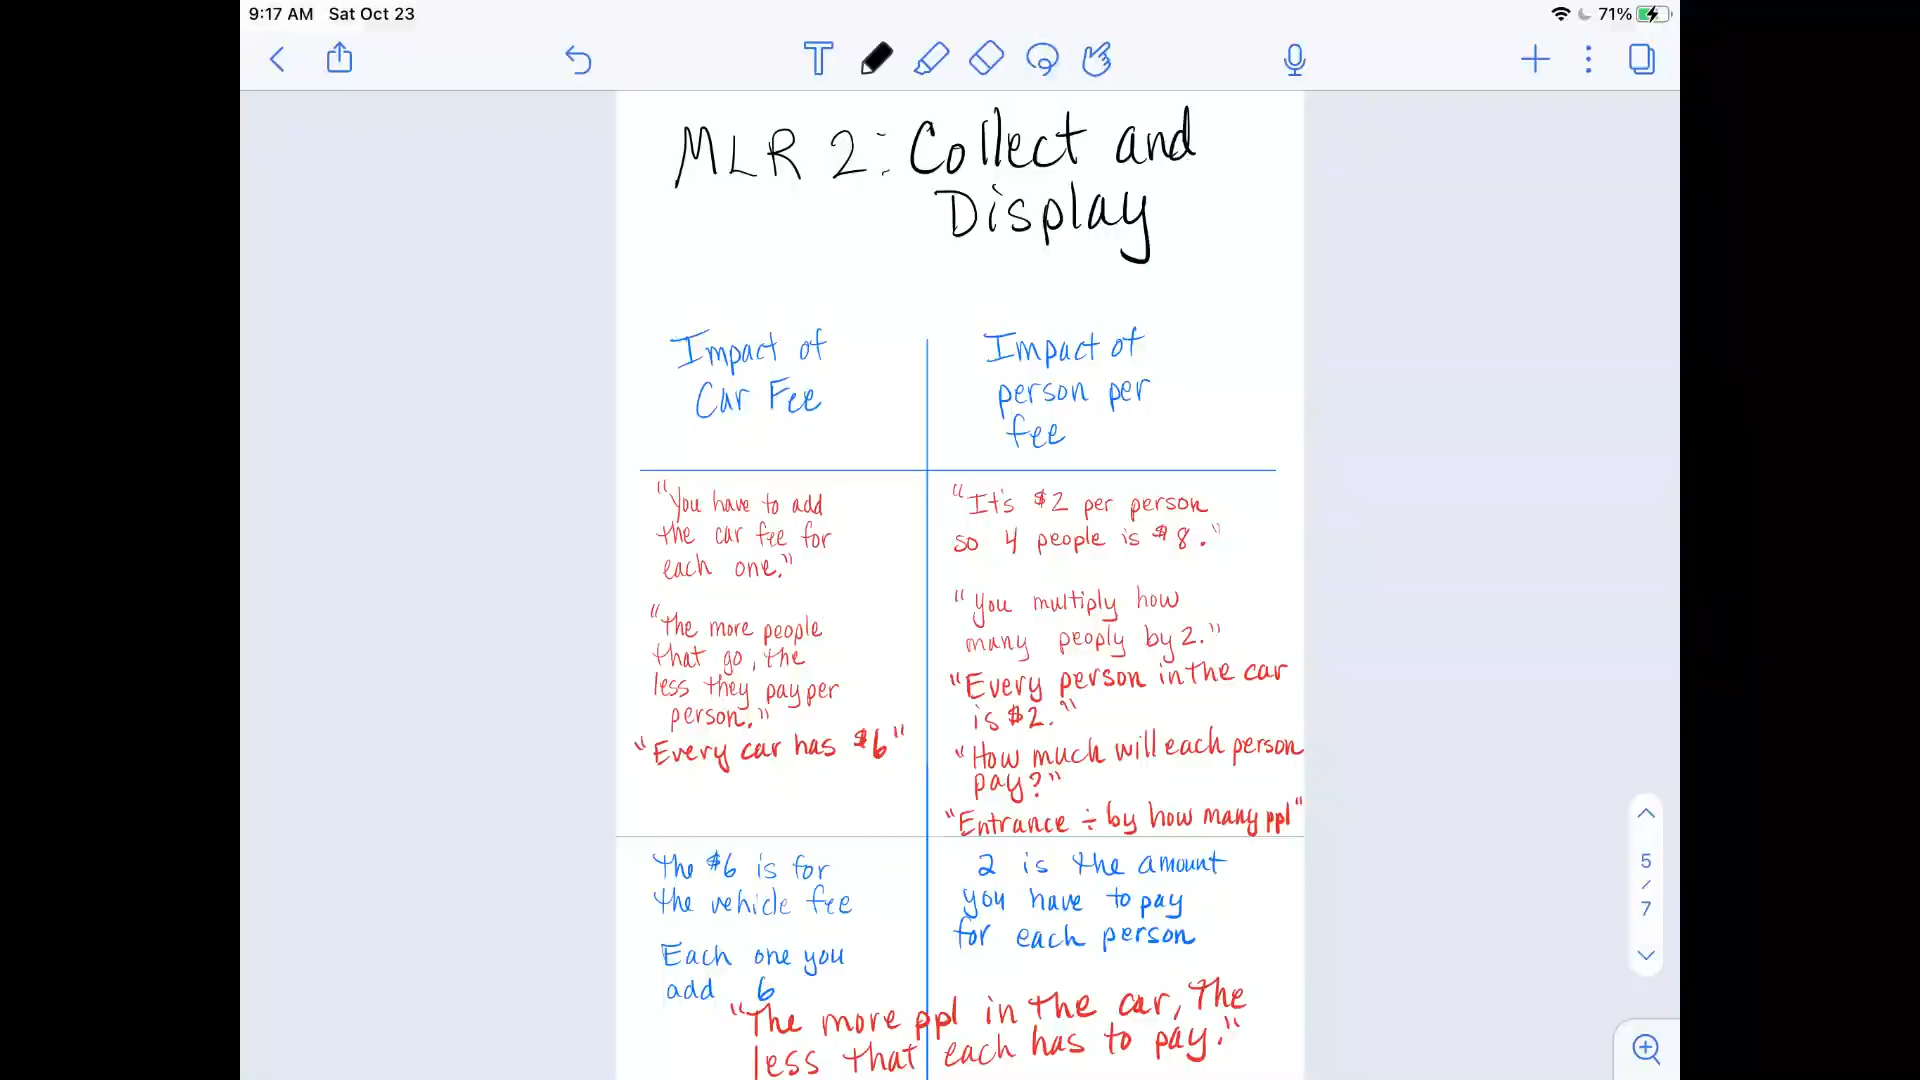 9:17 AM Sat Oct 23
71%
MLR 2: Collect and
Display
Impact of
Car Fee
Impact of
person per
fee
"You have to add
the car fee for
each one."
"The more people
that go, the
less they pay per
person."
"Every car has $6"
"It's $2 per person
so 4 people is $8."
"You multiply how
many peoply by 2."
"Every person in the car
is $2."
"How much will each person
pay?"
"Entrance ÷ by how many ppl"
The $6 is for
the vehicle fee
Each one you
add 6
2 is the amount
you have to pay
for each person
"The more ppl in the car, the
less that each has to pay."
5
/
7